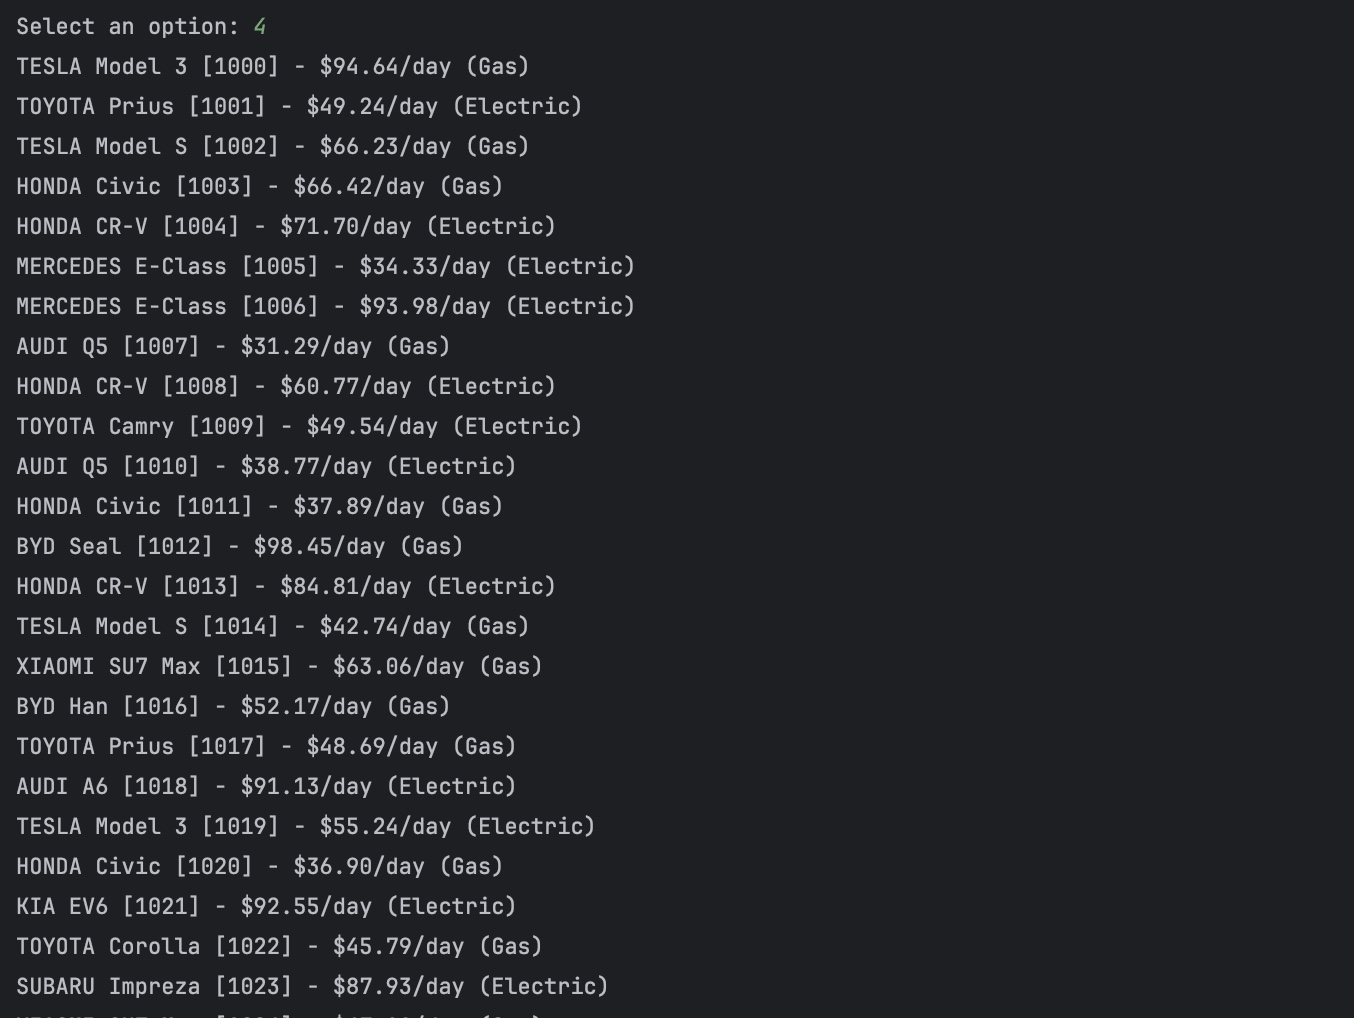 Select an option: 4
TESLA Model 3 [1000] - $94.64/day (Gas)
TOYOTA Prius [1001] - $49.24/day (Electric)
TESLA Model S [1002] - $66.23/day (Gas)
HONDA Civic [1003] - $66.42/day (Gas)
HONDA CR-V [1004] - $71.70/day (Electric)
MERCEDES E-Class [1005] - $34.33/day (Electric)
MERCEDES E-Class [1006] - $93.98/day (Electric)
AUDI Q5 [1007] - $31.29/day (Gas)
HONDA CR-V [1008] - $60.77/day (Electric)
TOYOTA Camry [1009] - $49.54/day (Electric)
AUDI Q5 [1010] - $38.77/day (Electric)
HONDA Civic [1011] - $37.89/day (Gas)
BYD Seal [1012] - $98.45/day (Gas)
HONDA CR-V [1013] - $84.81/day (Electric)
TESLA Model S [1014] - $42.74/day (Gas)
XIAOMI SU7 Max [1015] - $63.06/day (Gas)
BYD Han [1016] - $52.17/day (Gas)
TOYOTA Prius [1017] - $48.69/day (Gas)
AUDI A6 [1018] - $91.13/day (Electric)
TESLA Model 3 [1019] - $55.24/day (Electric)
HONDA Civic [1020] - $36.90/day (Gas)
KIA EV6 [1021] - $92.55/day (Electric)
TOYOTA Corolla [1022] - $45.79/day (Gas)
SUBARU Impreza [1023] - $87.93/day (Electric)